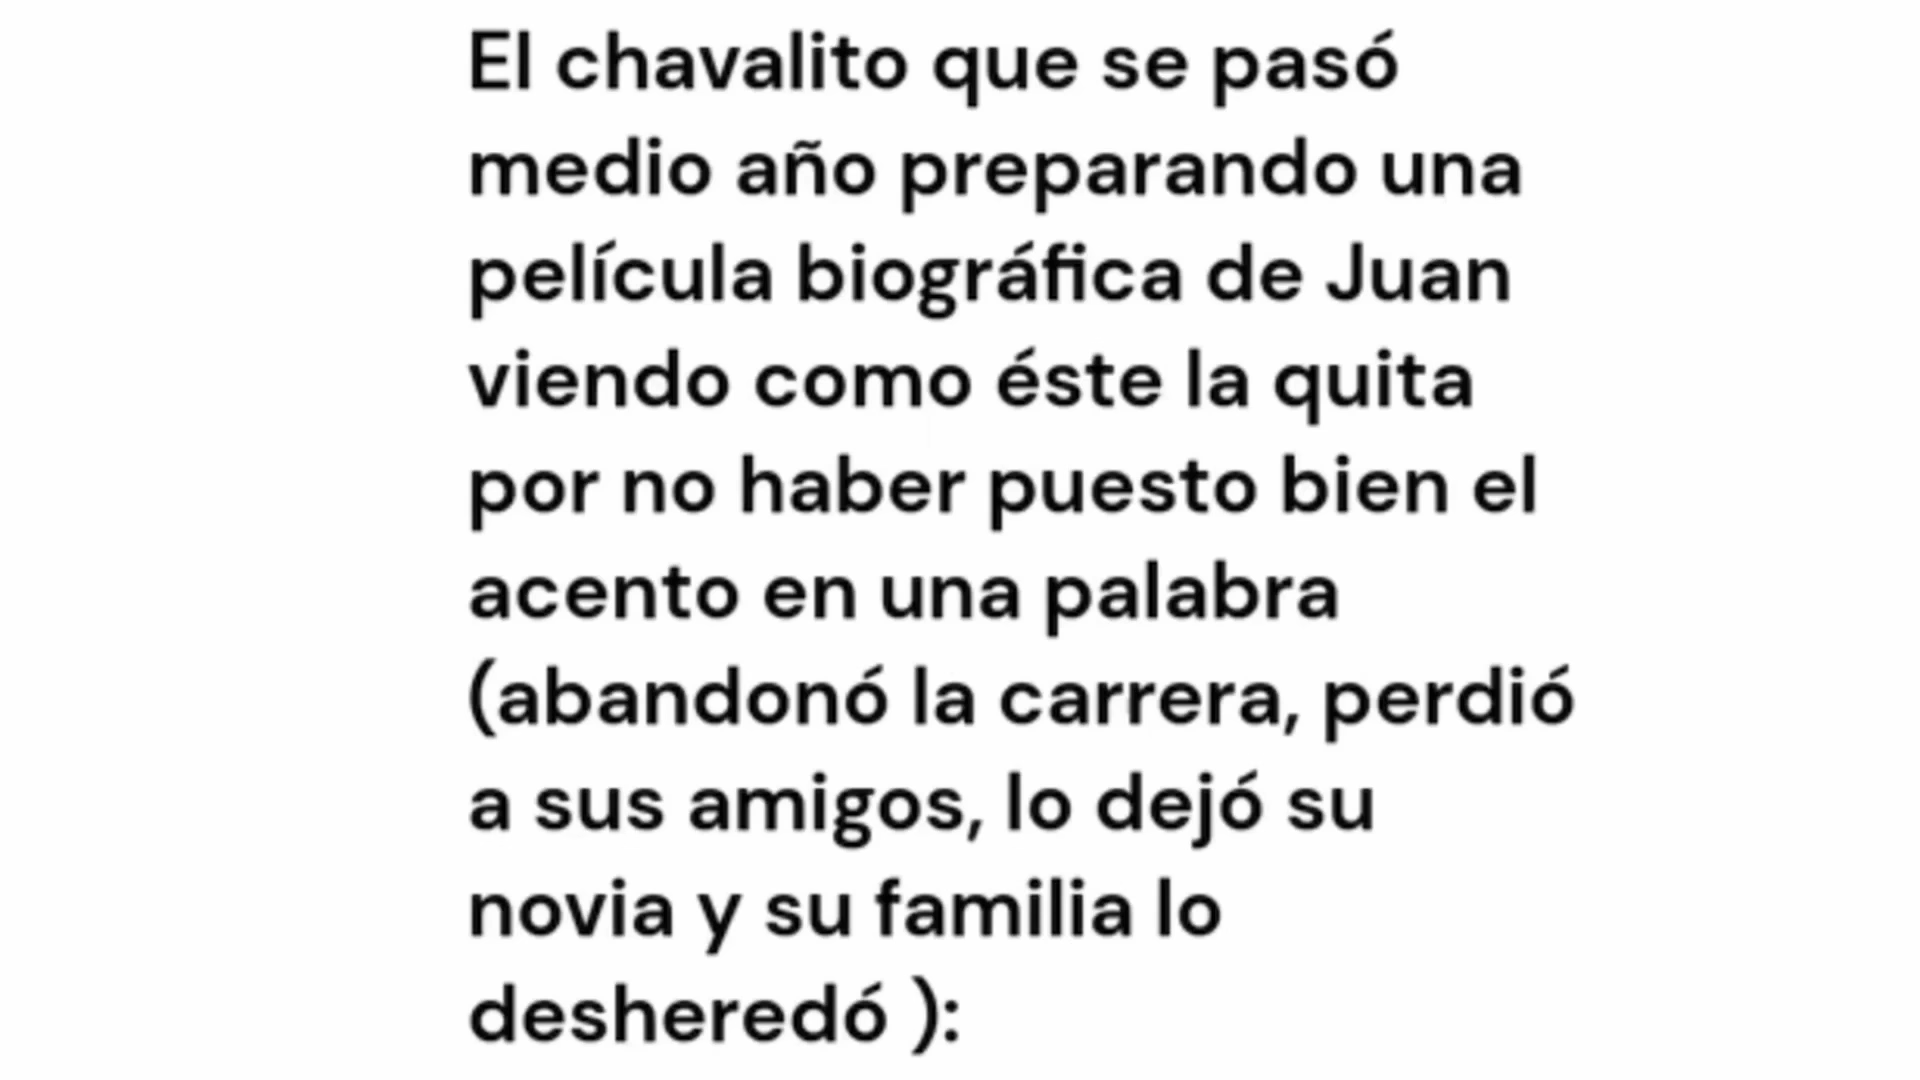 El chavalito que se pasó
medio año preparando una
película biográfica de Juan
viendo como éste la quita
por no haber puesto bien el
acento en una palabra
(abandonó la carrera, perdió
a sus amigos, lo dejó su
novia y su familia lo
desheredó ):